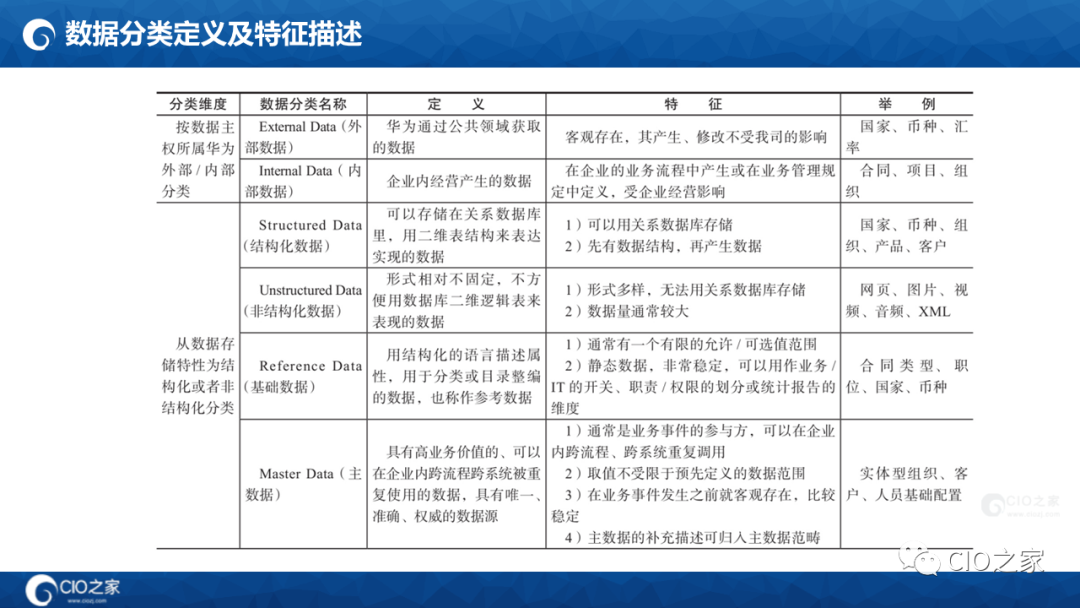 数据分类定义及特征描述
分类维度 数据分类名称 定 义 特 征 举 例
按数据主
权所属华为
外部/内部
分类
External Data（外
部数据）
华为通过公共领域获取
的数据
客观存在，其产生、修改不受我司的影响
国家、币种、汇
率
Internal Data（内
部数据）
企业内经营产生的数据
在企业的业务流程中产生或在业务管理规
定中定义，受企业经营影响
合同、项目、组
织
从数据存
储特性为结
构化或者非
结构化分类
Structured Data
（结构化数据）
可以存储在关系数据库
里，用二维表结构来表达
实现的数据
1）可以用关系数据库存储
2）先有数据结构，再产生数据
国家、币种、组
织、产品、客户
Unstructured Data
（非结构化数据）
形式相对不固定，不方
便用数据库二维逻辑表来
表现的数据
1）形式多样，无法用关系数据库存储
2）数据量通常较大
网页、图片、视
频、音频、XML
Reference Data
（基础数据）
用结构化的语言描述属
性，用于分类或目录整编
的数据，也称作参考数据
1）通常有一个有限的允许/可选值范围
2）静态数据，非常稳定，可以用作业务/
IT的开关、职责/权限的划分或统计报告的
维度
合同类型、职
位、国家、币种
Master Data（主
数据）
具有高业务价值的、可以
在企业内跨流程跨系统被重
复使用的数据，具有唯一、
准确、权威的数据源
1）通常是业务事件的参与方，可以在企业
内跨流程、跨系统重复调用
2）取值不受限于预先定义的数据范围
3）在业务事件发生之前就客观存在，比较
稳定
4）主数据的补充描述可归入主数据范畴
实体型组织、客
户、人员基础配置
CIO之家
www.ciozj.com
CIO之家
CIO之家
www.ciozj.com